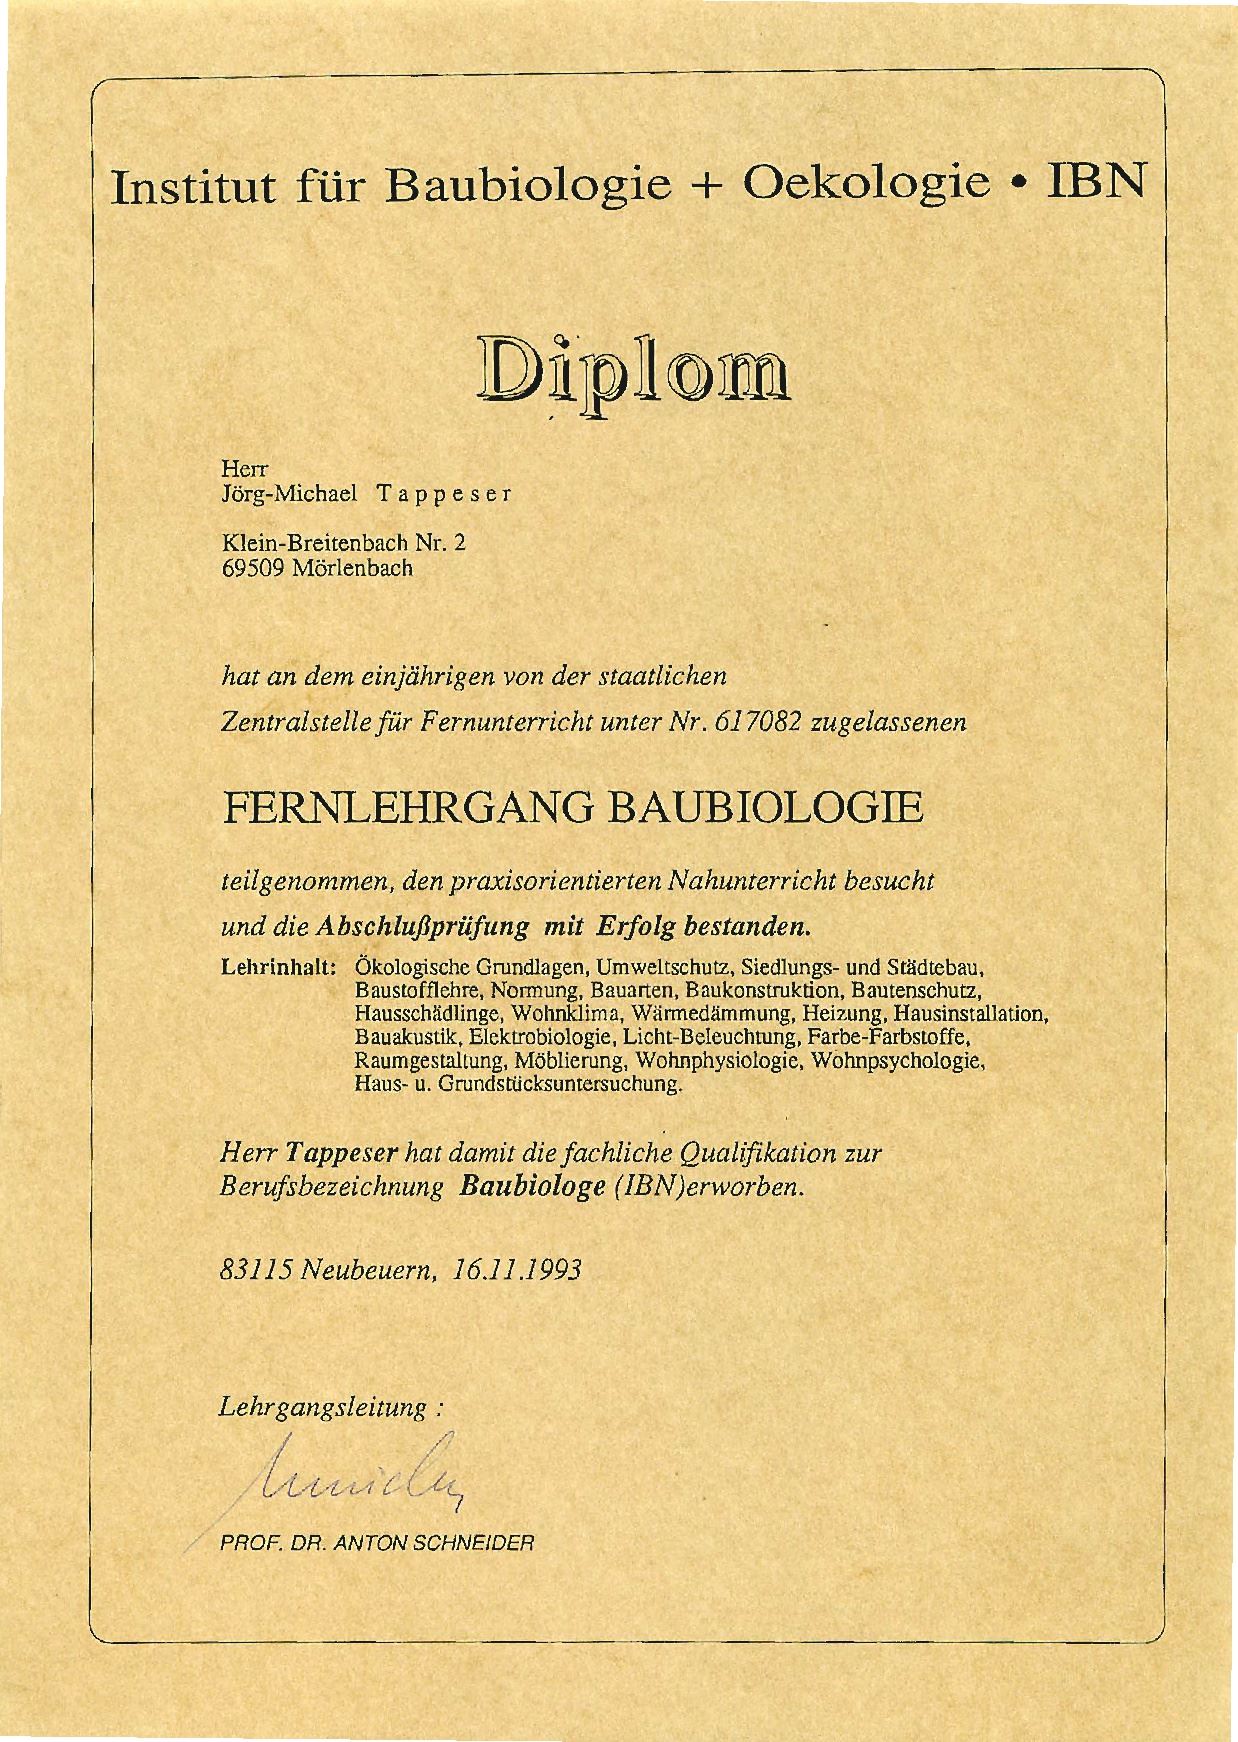 Institut für Baubiologie + Oekologie • IBN
Diplom
Herr
Jörg-Michael Tappeser
Klein-Breitenbach Nr. 2
69509 Mörlenbach
hat an dem einjährigen von der staatlichen
Zentralstelle für Fernunterricht unter Nr. 617082 zugelassenen
FERNLEHRGANG BAUBIOLOGIE
teilgenommen, den praxisorientierten Nahunterricht besucht
und die Abschlußprüfung mit Erfolg bestanden.
Lehrinhalt: Ökologische Grundlagen, Umweltschutz, Siedlungs- und Städtebau,
Baustofflehre, Normung, Bauarten, Baukonstruktion, Bautenschutz,
Hausschädlinge, Wohnklima, Wärmedämmung, Heizung, Hausinstallation,
Bauakustik, Elektrobiologie, Licht-Beleuchtung, Farbe-Farbstoffe,
Raumgestaltung, Möblierung, Wohnphysiologie, Wohnpsychologie,
Haus- u. Grundstücksuntersuchung.
Herr Tappeser hat damit die fachliche Qualifikation zur
Berufsbezeichnung Baubiologe (IBN)erworben.
83115 Neubeuern, 16.11.1993
Lehrgangsleitung :
PROF. DR. ANTON SCHNEIDER